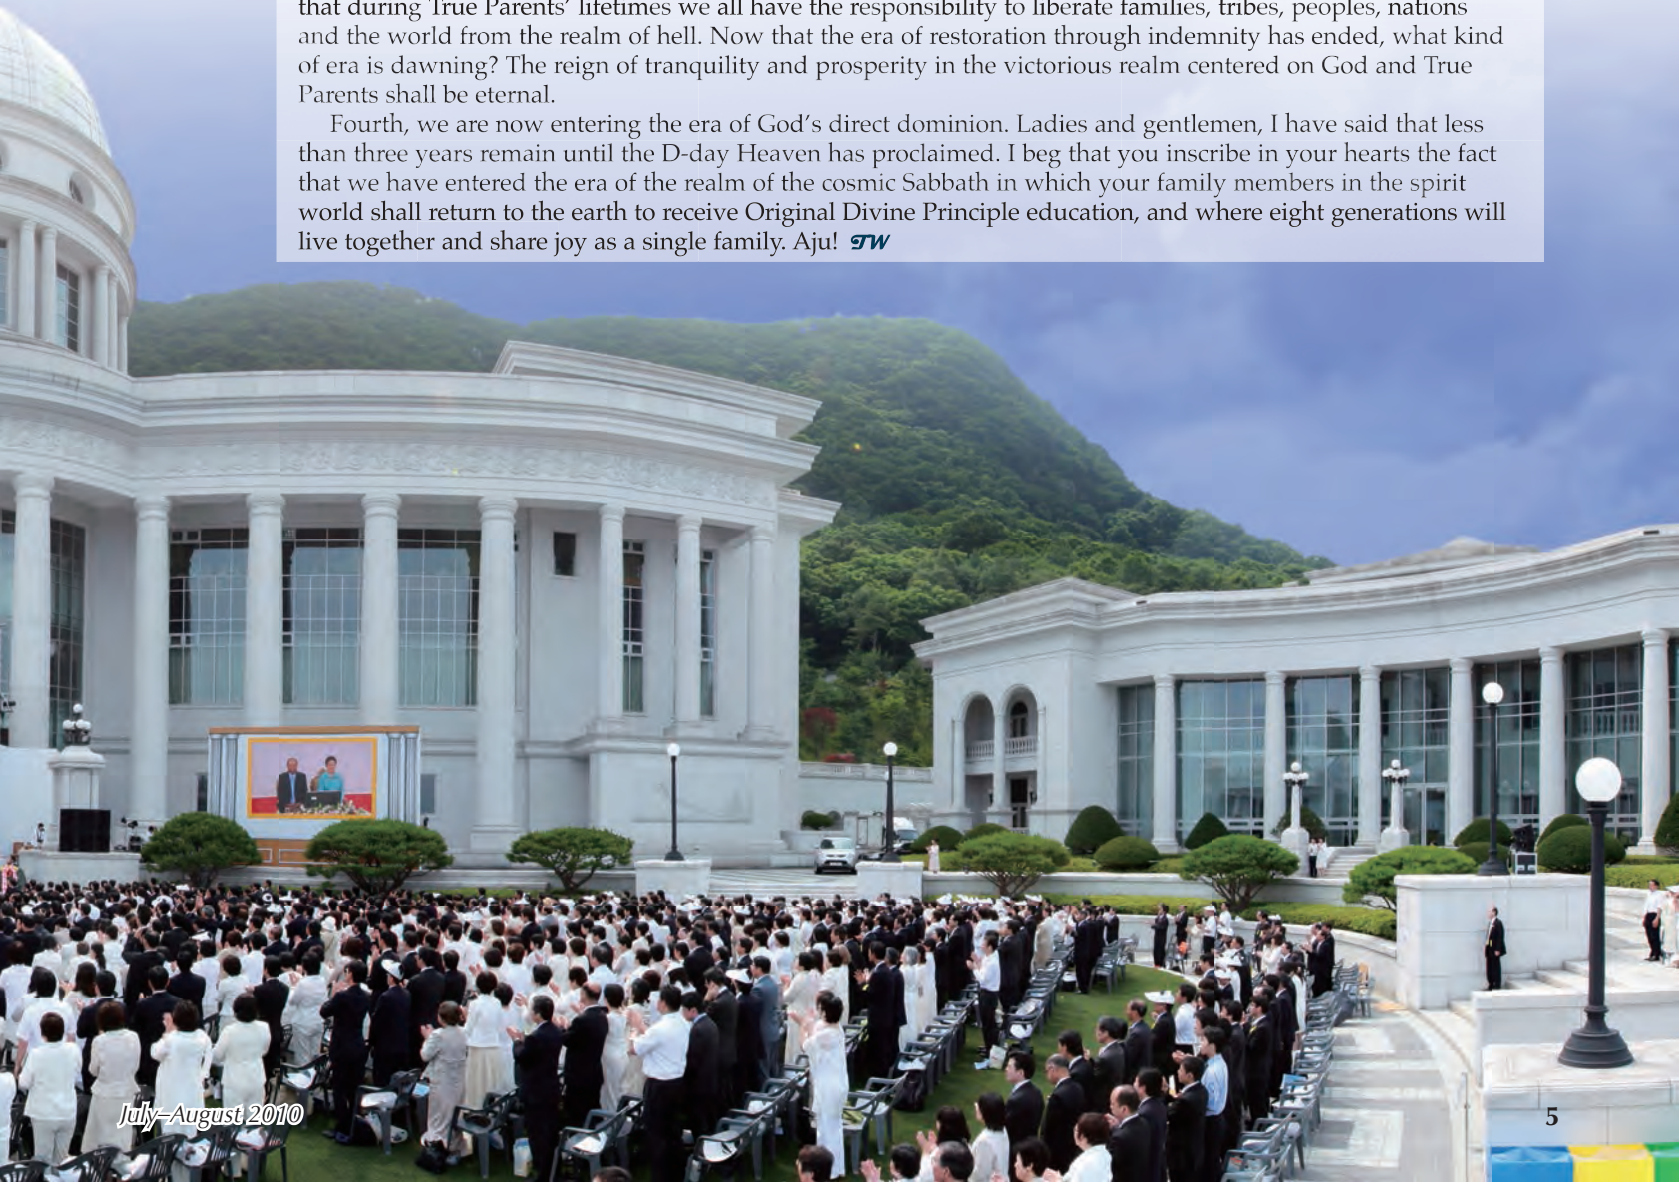 that during True Parents' lifetimes we all have the responsibility to liberate families, tribes, peoples, nations
and the world from the realm of hell. Now that the era of restoration through indemnity has ended, what kind
of era is dawning? The reign of tranquility and prosperity in the victorious realm centered on God and True
Parents shall be eternal.
Fourth, we are now entering the era of God's direct dominion. Ladies and gentlemen, I have said that less
than three years remain until the D-day Heaven has proclaimed. I beg that you inscribe in your hearts the fact
that we have entered the era of the realm of the cosmic Sabbath in which your family members in the spirit
world shall return to the earth to receive Original Divine Principle education, and where eight generations will
live together and share joy as a single family. Aju! TW
July–August 2010
5